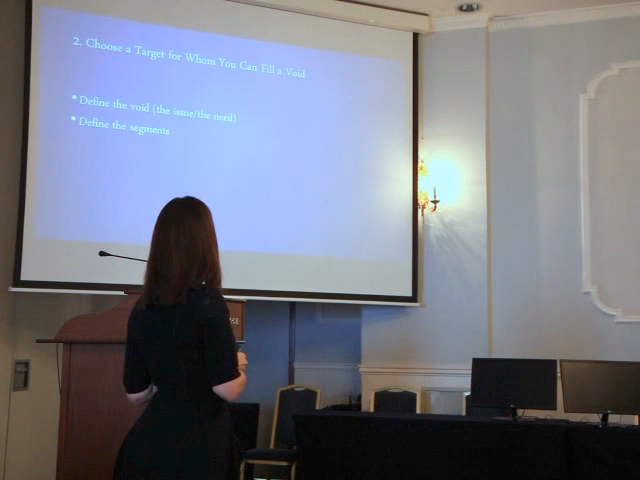 2. Choose a Target for Whom You Can Fill a Void
* Define the void (the issue/the need)
* Define the segments